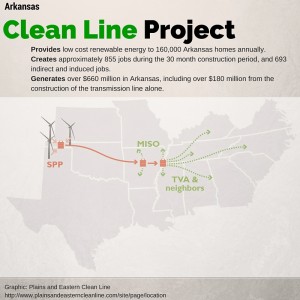 Arkansas
Clean Line Project
Provides low cost renewable energy to 160,000 Arkansas homes annually.
Creates approximately 855 jobs during the 30 month construction period, and 693
indirect and induced jobs.
Generates over $660 million in Arkansas, including over $180 million from the
construction of the transmission line alone.
MISO
SPP
TVA &
neighbors
Graphic: Plains and Eastern Clean Line
http://www.plainsandeasterncleanline.com/site/page/location